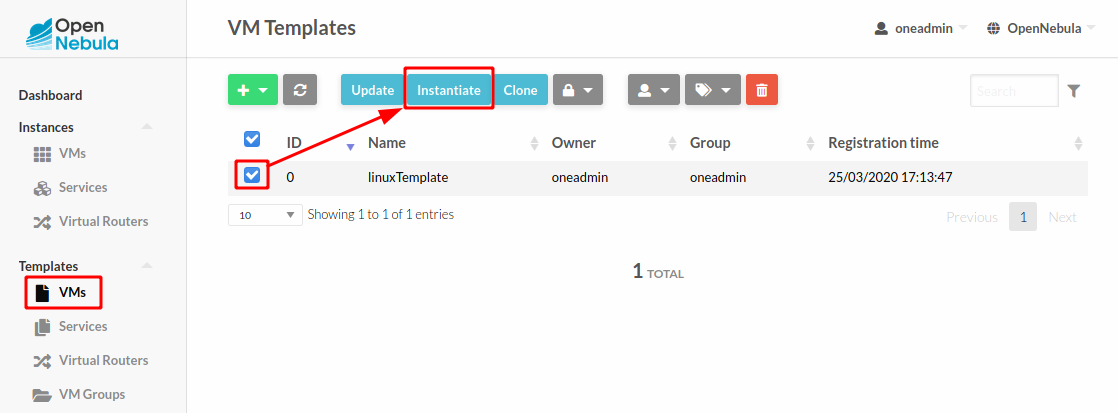 Open
Nebula
VM Templates
oneadmin
OpenNebula
Dashboard
Instances
VMs
Services
Virtual Routers
Templates
VMs
Services
Virtual Routers
VM Groups
Update Instantiate Clone
Search
ID Name Owner Group Registration time
0 linuxTemplate oneadmin oneadmin 25/03/2020 17:13:47
10 Showing 1 to 1 of 1 entries
Previous 1 Next
1 TOTAL